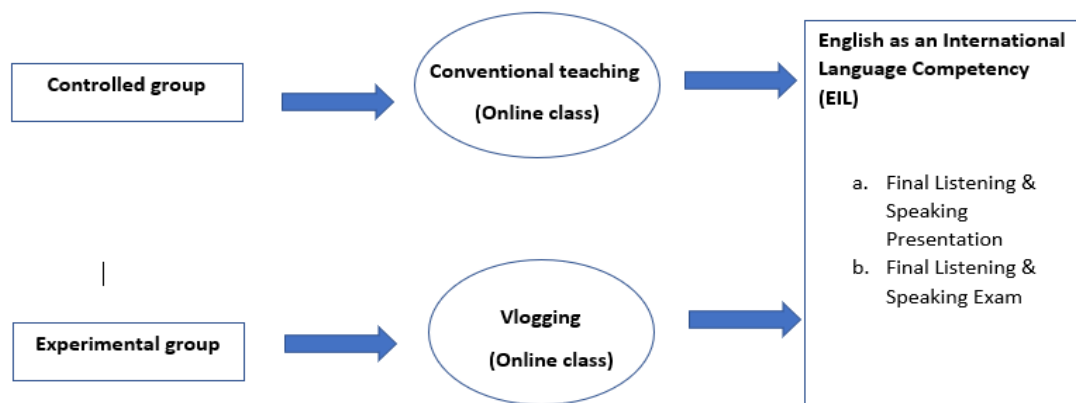 Controlled group
Conventional teaching
(Online class)
English as an International
Language Competency
(EIL)
a. Final Listening &
Speaking
Presentation
b. Final Listening &
Speaking Exam
Experimental group
Vlogging
(Online class)